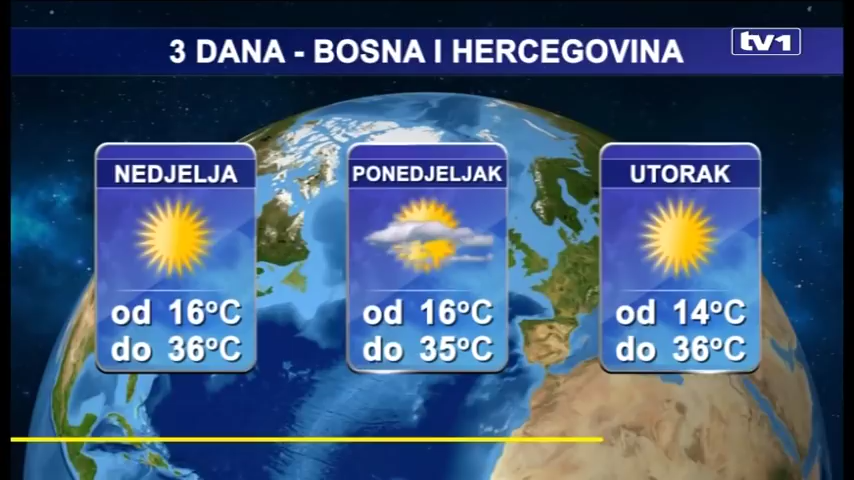 3 DANA - BOSNA I HERCEGOVINA
tv1
NEDJELJA
od 16°C
do 36°C
PONEDJELJAK
od 16°C
do 35°C
UTORAK
od 14°C
do 36°C